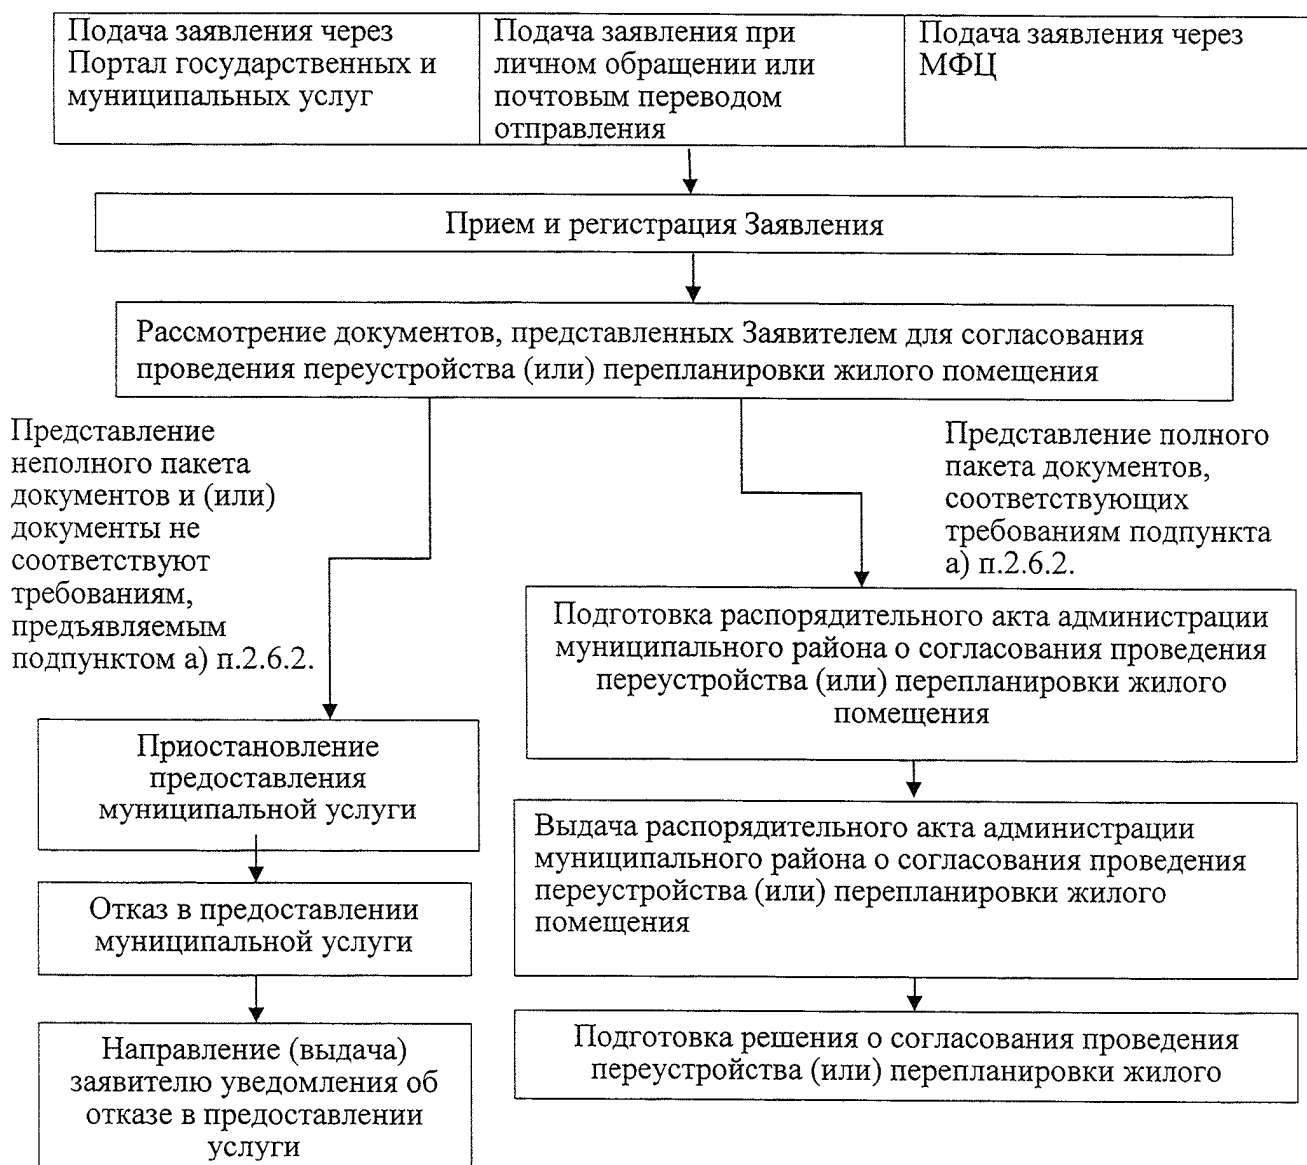 Подача заявления через
Портал государственных и
муниципальных услуг
Подача заявления при
личном обращении или
почтовым переводом
отправления
Подача заявления через
МФЦ
Прием и регистрация Заявления
Рассмотрение документов, представленных Заявителем для согласования
проведения переустройства (или) перепланировки жилого помещения
Представление
неполного пакета
документов и (или)
документы не
соответствуют
требованиям,
предъявляемым
подпунктом а) п.2.6.2.
Представление полного
пакета документов,
соответствующих
требованиям подпункта
а) п.2.6.2.
Приостановление
предоставления
муниципальной услуги
Отказ в предоставлении
муниципальной услуги
Направление (выдача)
заявителю уведомления об
отказе в предоставлении
услуги
Подготовка распорядительного акта администрации
муниципального района о согласования проведения
переустройства (или) перепланировки жилого
помещения
Выдача распорядительного акта администрации
муниципального района о согласования проведения
переустройства (или) перепланировки жилого
помещения
Подготовка решения о согласования проведения
переустройства (или) перепланировки жилого